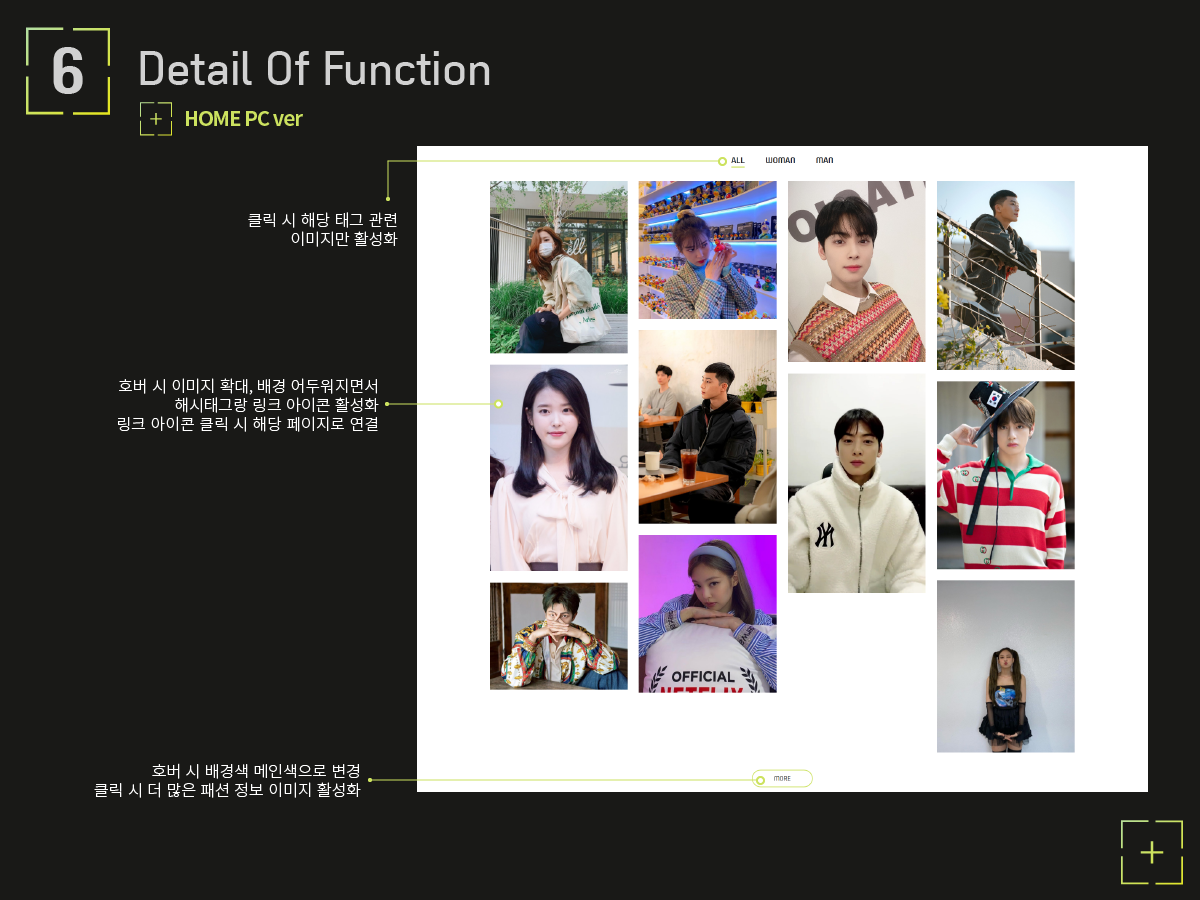 6
Detail Of Function
HOME PC ver
ALL WOMAN MAN
클릭 시 해당 태그 관련
이미지만 활성화
호버 시 이미지 확대, 배경 어두워지면서
해시태그랑 링크 아이콘 활성화
링크 아이콘 클릭 시 해당 페이지로 연결
OFFICIAL
NETFLIX
호버 시 배경색 메인색으로 변경
클릭 시 더 많은 패션 정보 이미지 활성화
MORE